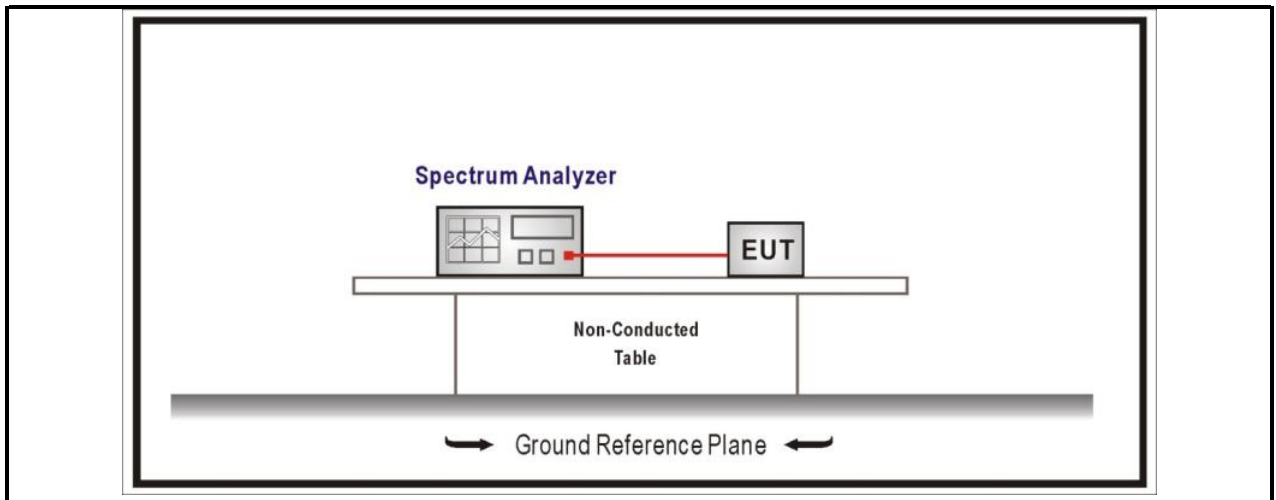 Spectrum Analyzer
EUT
Non-Conducted
Table
Ground Reference Plane